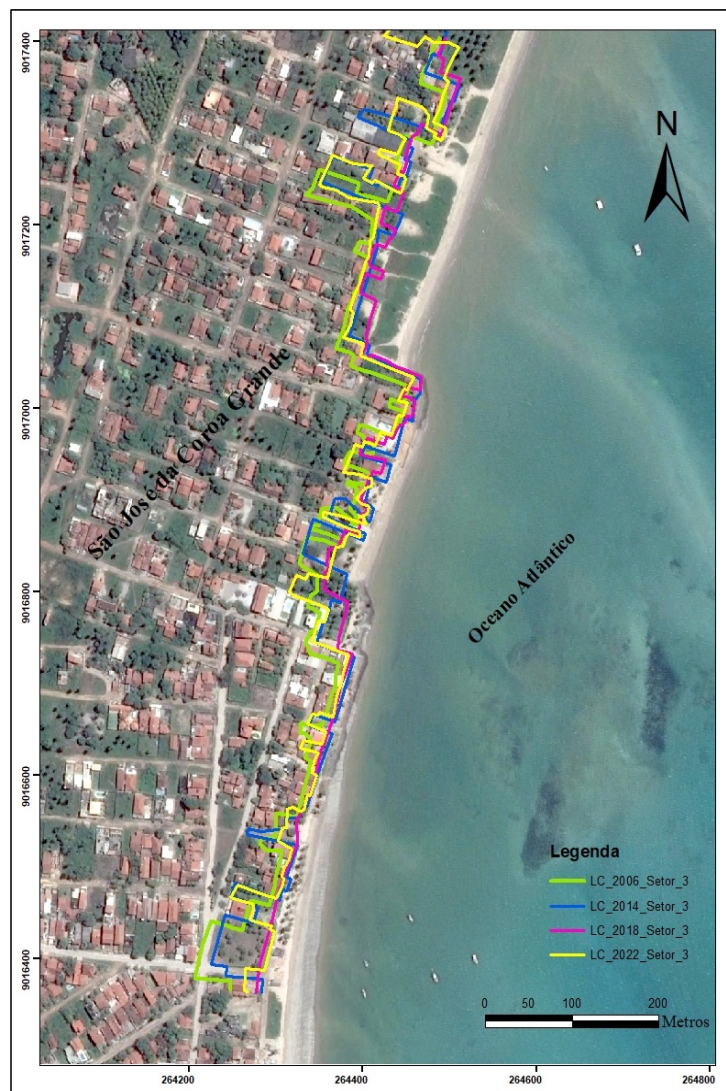 9017400
9017200
9017000
9016800
9016600
9016400
N
São José da Coroa Grande
Oceano Atlântico
Legenda
LC_2006_Setor_3
LC_2014_Setor_3
LC_2018_Setor_3
LC_2022_Setor_3
0 50 100 200
Metros
264200 264400 264600 264800